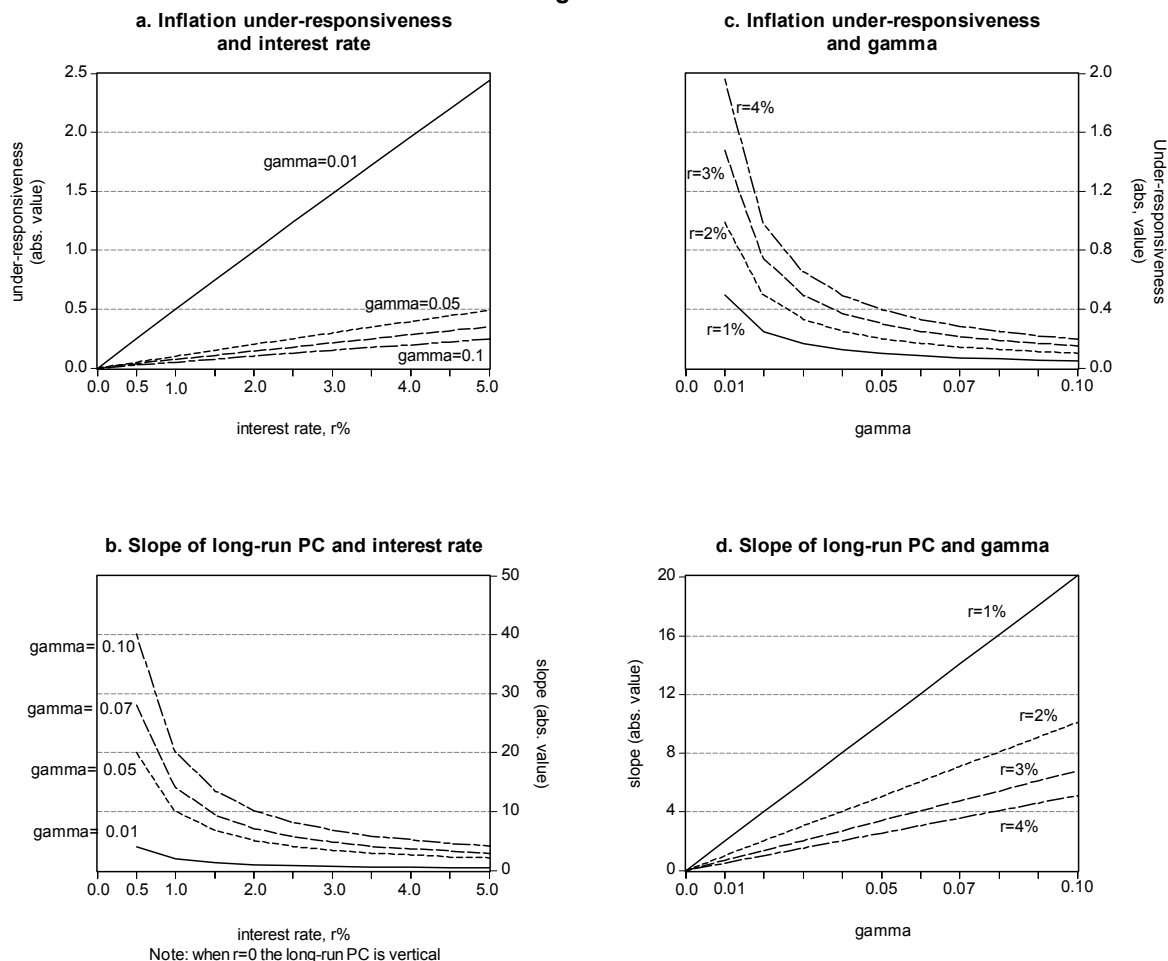 a. Inflation under-responsiveness
and interest rate
2.5
2.0
1.5
1.0
0.5
0.0
under-responsiveness
(abs. value)
gamma=0.01
gamma=0.05
gamma=0.1
0.0 0.5 1.0 2.0 3.0 4.0 5.0
interest rate, r%
c. Inflation under-responsiveness
and gamma
2.0
1.6
1.2
0.8
0.4
0.0
Under-responsiveness
(abs, value)
r=4%
r=3%
r=2%
r=1%
0.0 0.01 0.05 0.07 0.10
gamma
b. Slope of long-run PC and interest rate
50
40
30
20
10
0
slope (abs. value)
gamma= 0.10
gamma= 0.07
gamma= 0.05
gamma= 0.01
0.0 0.5 1.0 2.0 3.0 4.0 5.0
interest rate, r%
Note: when r=0 the long-run PC is vertical
d. Slope of long-run PC and gamma
20
16
12
8
4
0
slope (abs. value)
r=1%
r=2%
r=3%
r=4%
0.0 0.01 0.05 0.07 0.10
gamma